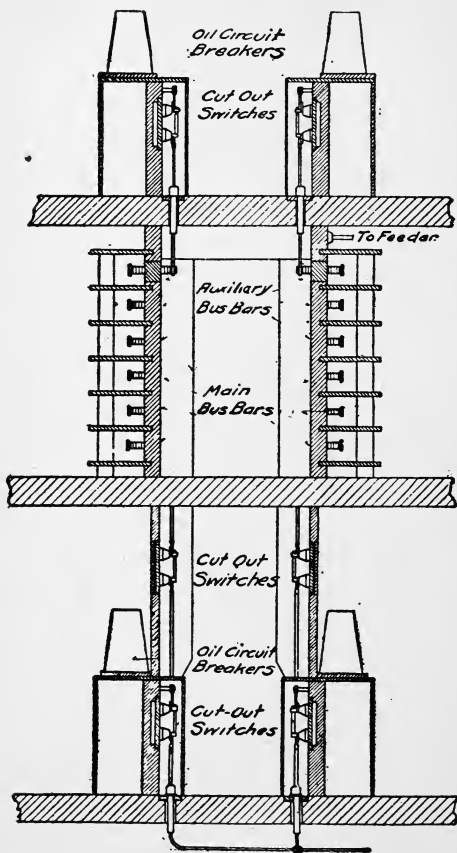 Oil Circuit
Breakers
Cut Out
Switches
To Feeder
Auxiliary
Bus Bars
Main
Bus Bars
Cut Out
Switches
Oil Circuit
Breakers
Cut-Out
Switches